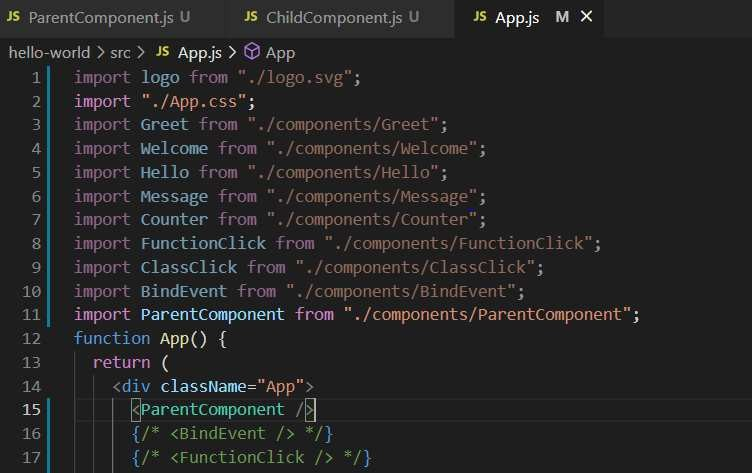 JS ParentComponent.js U JS ChildComponent.js U JS App.js M ×
hello-world > src > JS App.js > App
1 import logo from "./logo.svg";
2 import "./App.css";
3 import Greet from "./components/Greet";
4 import Welcome from "./components/Welcome";
5 import Hello from "./components/Hello";
6 import Message from "./components/Message";
7 import Counter from "./components/Counter";
8 import FunctionClick from "./components/FunctionClick";
9 import ClassClick from "./components/ClassClick";
10 import BindEvent from "./components/BindEvent";
11 import ParentComponent from "./components/ParentComponent";
12 function App() {
13 return (
14 <div className="App">
15 <ParentComponent />
16 {/* <BindEvent /> */}
17 {/* <FunctionClick /> */}